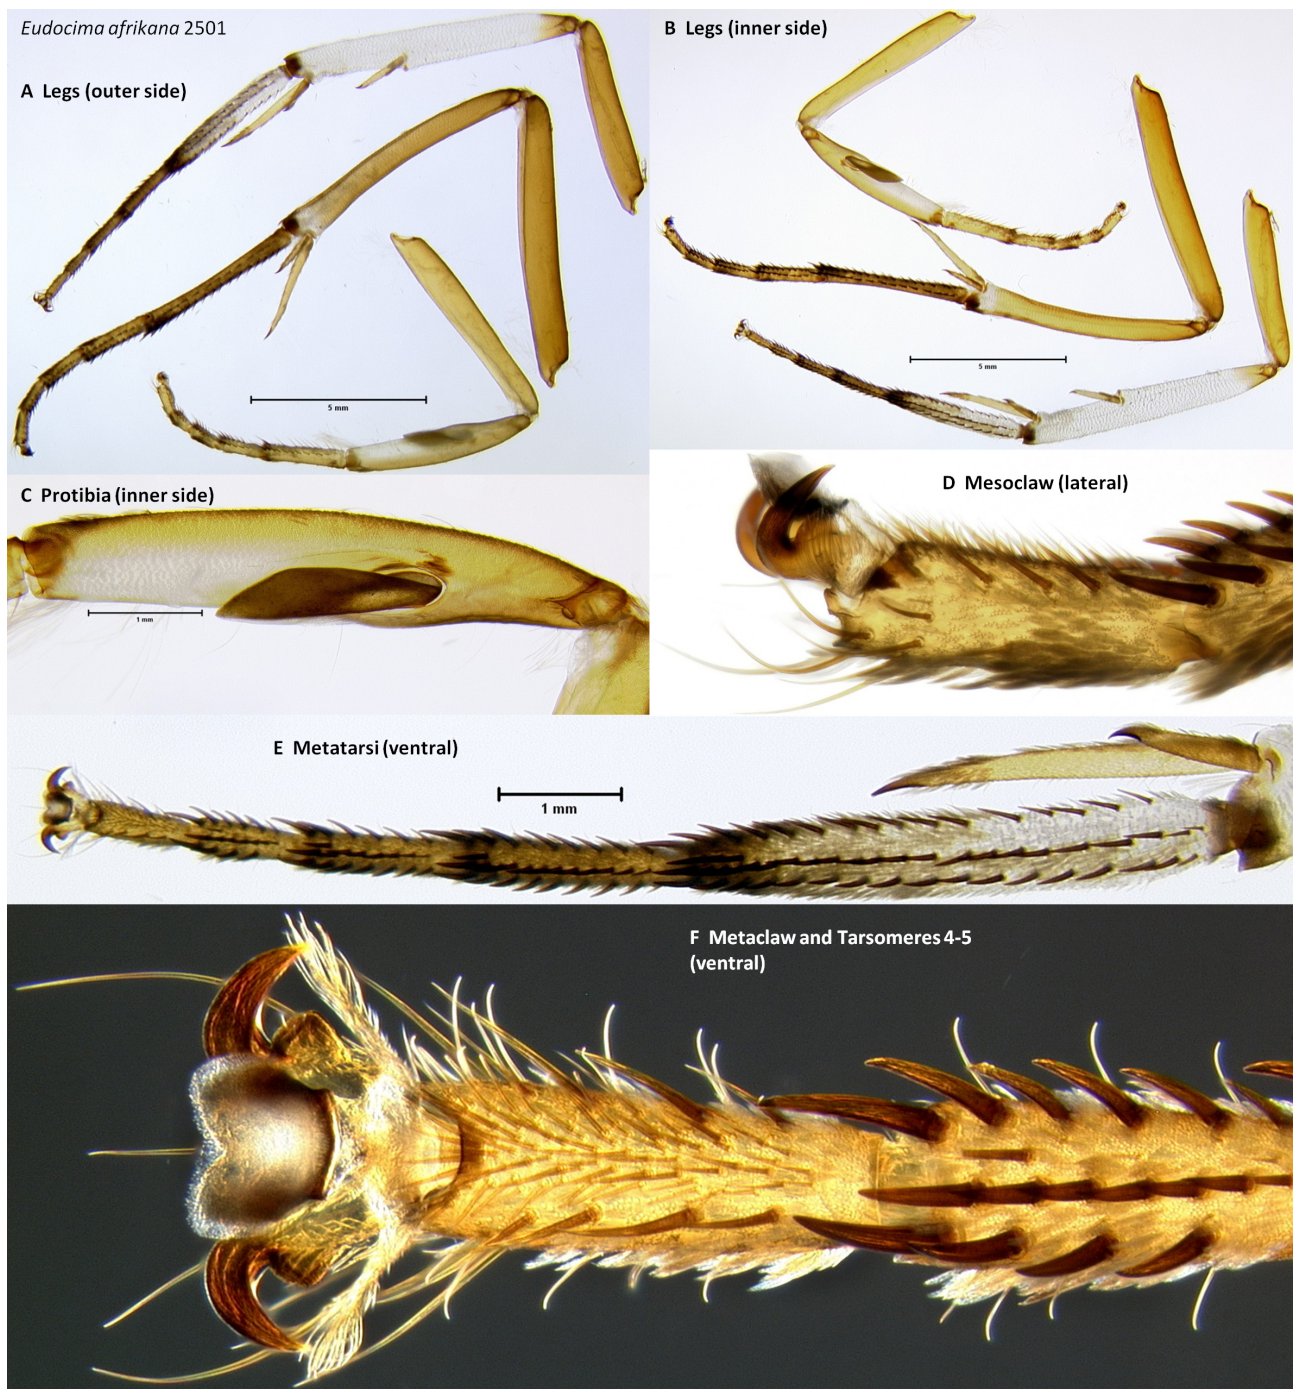 Eudocima afrikana 2501
A Legs (outer side)
5 mm
B Legs (inner side)
5 mm
C Protibia (inner side)
1 mm
D Mesoclaw (lateral)
E Metatarsi (ventral)
1 mm
F Metaclaw and Tarsomeres 4-5
(ventral)